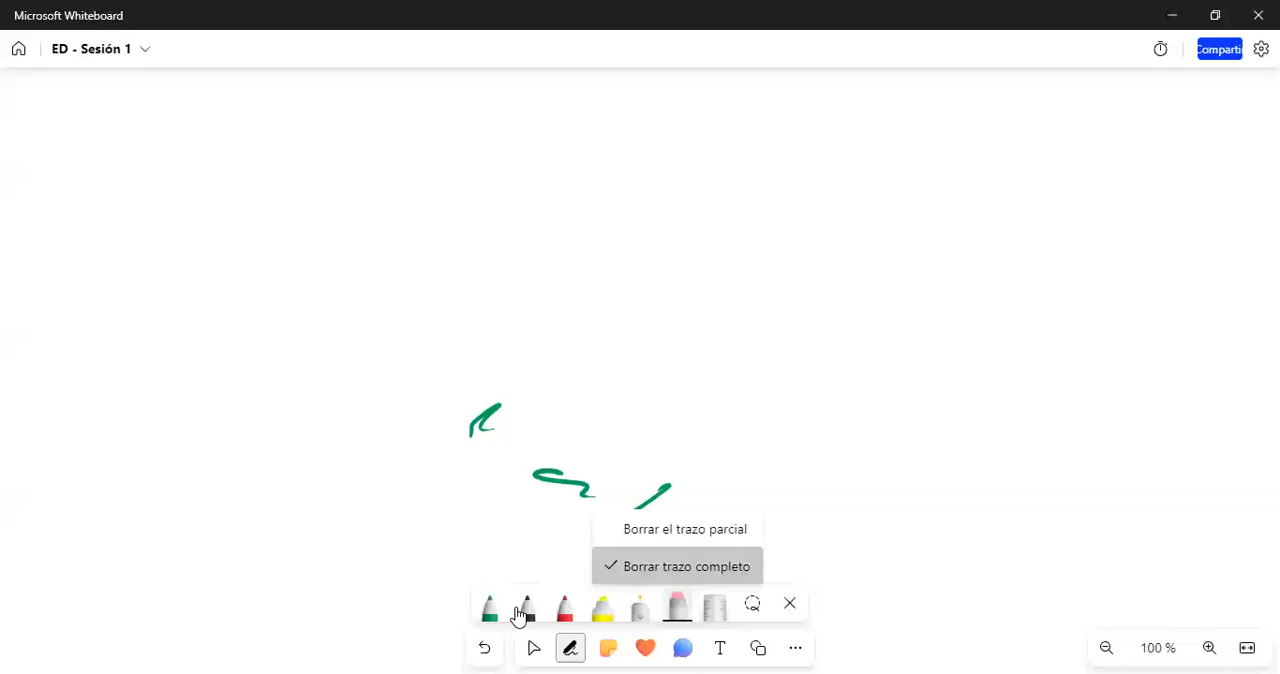 Microsoft Whiteboard
ED - Sesión 1
Comparti
Borrar el trazo parcial
Borrar trazo completo
100 %